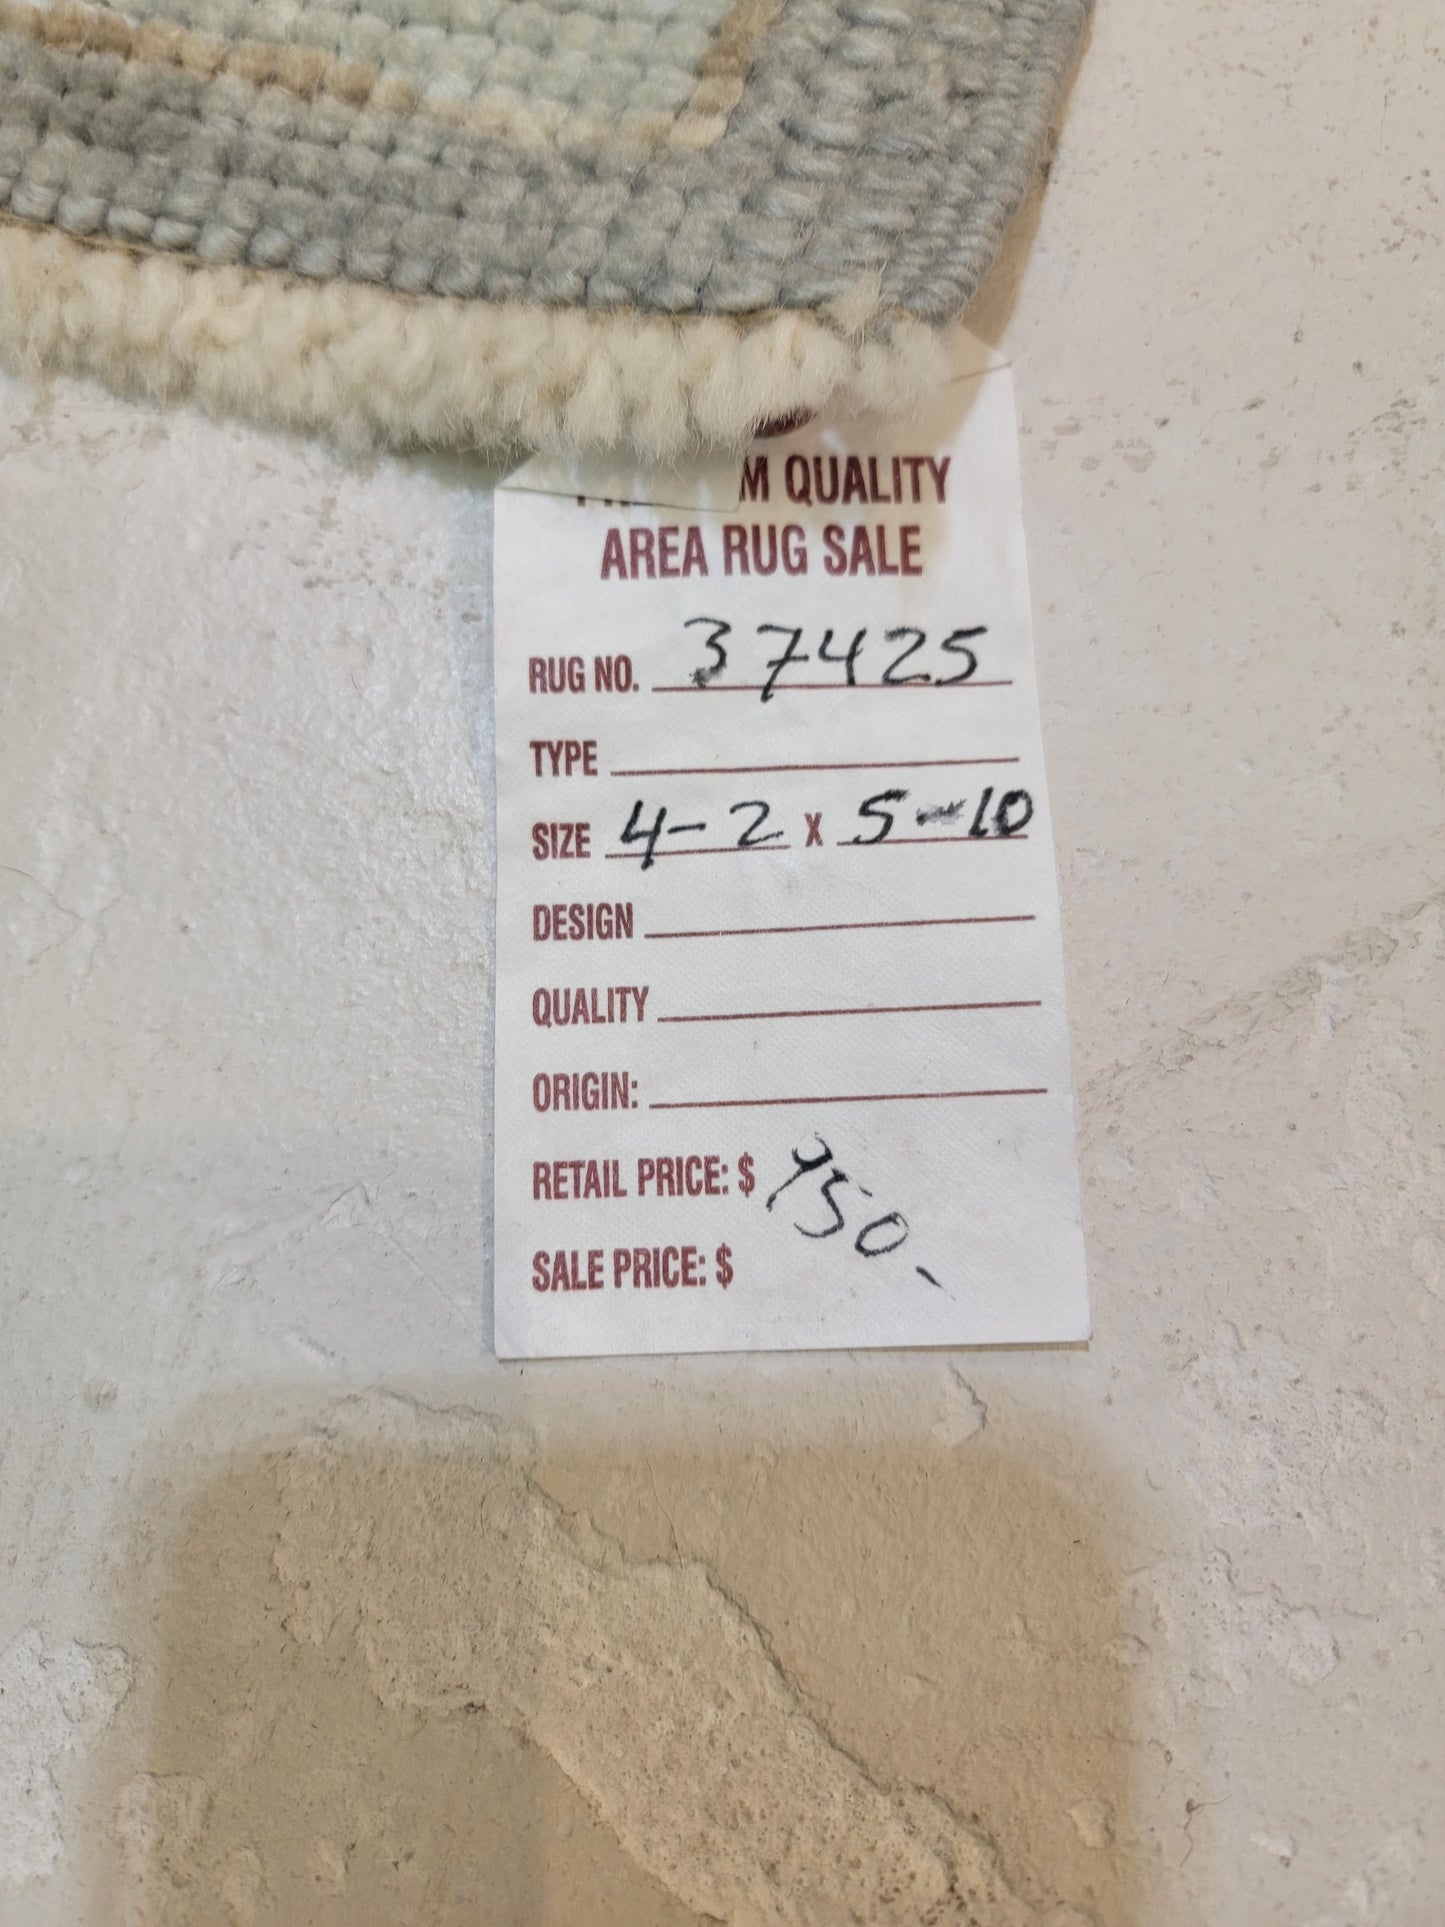 M QUALITY
AREA RUG SALE
RUG NO. 37425
TYPE
SIZE 4-2 X 5-10
DESIGN
QUALITY
ORIGIN:
RETAIL PRICE: $ 950.-
SALE PRICE: $